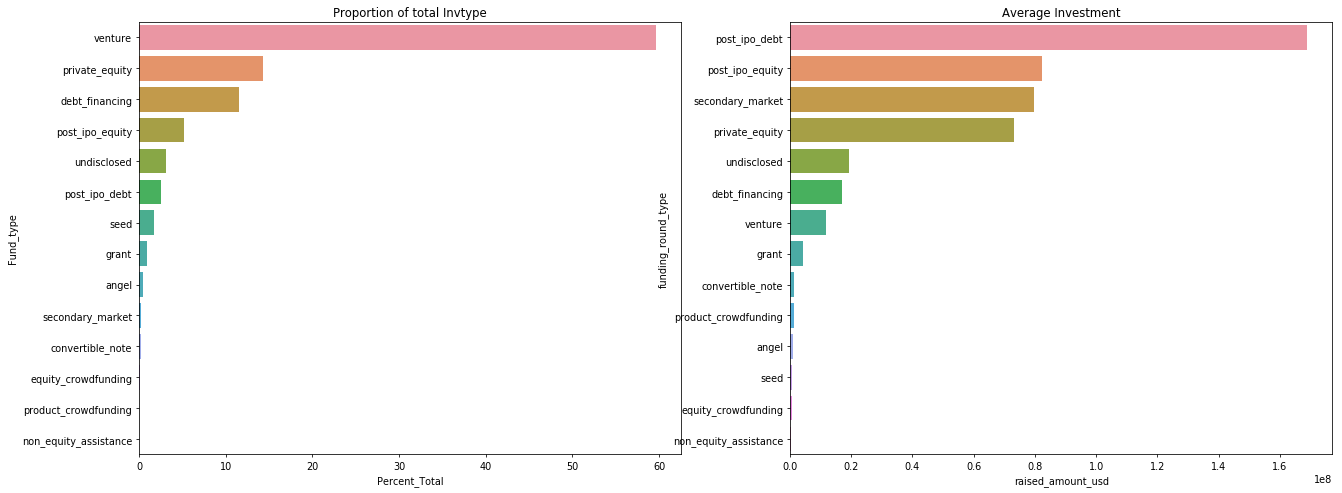 Proportion of total Invtype
venture
private_equity
debt_financing
post_ipo_equity
undisclosed
post_ipo_debt
seed
grant
angel
secondary_market
convertible_note
equity_crowdfunding
product_crowdfunding
non_equity_assistance
Fund_type
0 10 20 30 40 50 60
Percent_Total
Average Investment
post_ipo_debt
post_ipo_equity
secondary_market
private_equity
undisclosed
debt_financing
venture
grant
convertible_note
product_crowdfunding
angel
seed
equity_crowdfunding
non_equity_assistance
funding_round_type
0.0 0.2 0.4 0.6 0.8 1.0 1.2 1.4 1.6
1e8
raised_amount_usd